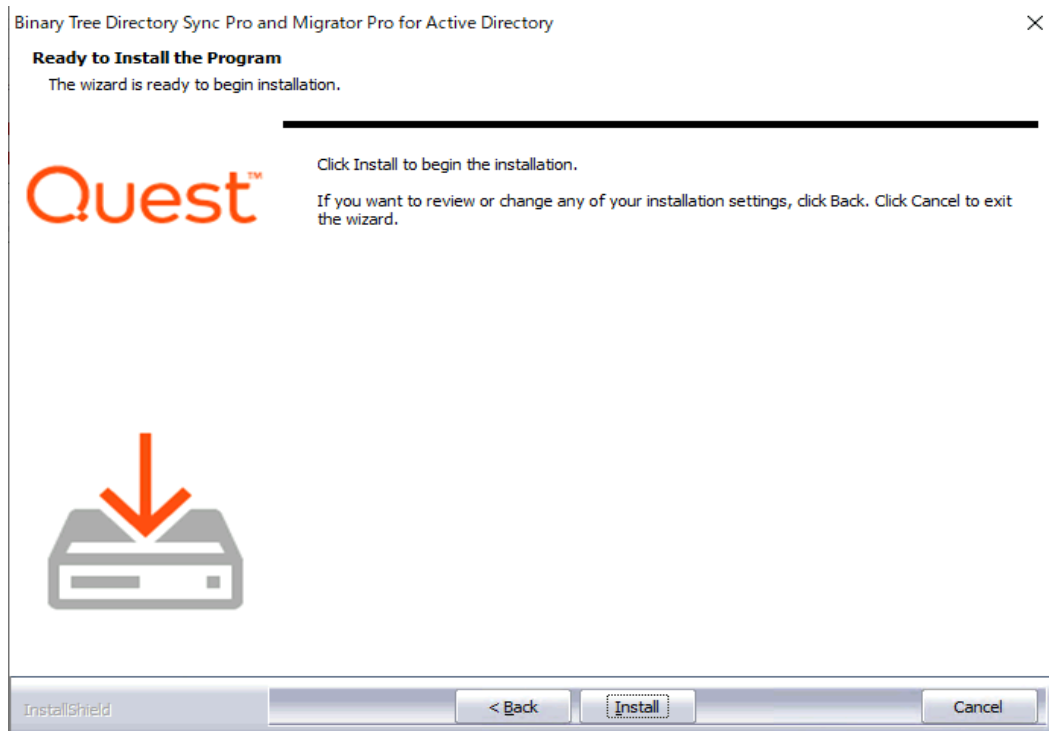 Binary Tree Directory Sync Pro and Migrator Pro for Active Directory
Ready to Install the Program
The wizard is ready to begin installation.
Quest™
Click Install to begin the installation.
If you want to review or change any of your installation settings, click Back. Click Cancel to exit
the wizard.
InstallShield
< Back
Install
Cancel